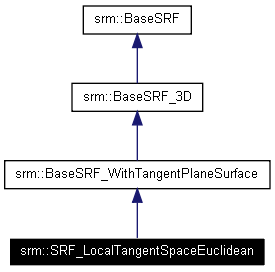 srm::BaseSRF
srm::BaseSRF_3D
srm::BaseSRF_WithTangentPlaneSurface
srm::SRF_LocalTangentSpaceEuclidean